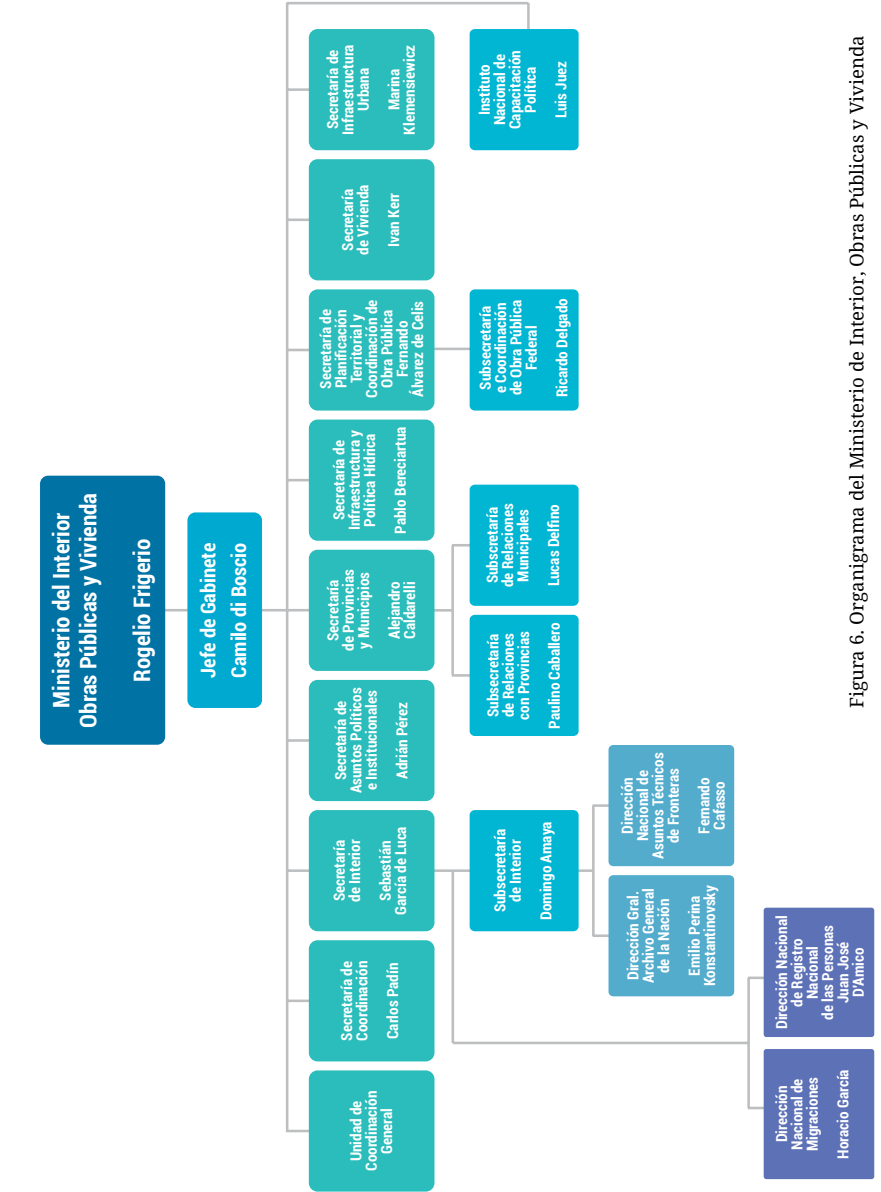 Ministerio del Interior
Obras Públicas y Vivienda
Rogelio Frigerio
Jefe de Gabinete
Camilo di Boscio
Unidad de
Coordinación
General
Secretaría de
Coordinación
Carlos Padín
Secretaría
de Interior
Sebastián
García de Luca
Secretaría de
Asuntos Políticos
e Institucionales
Adrián Pérez
Secretaría
de Provincias
y Municipios
Alejandro
Caldarelli
Secretaría de
Infraestructura y
Política Hídrica
Pablo Bereciartua
Secretaría de
Planificación
Territorial y
Coordinación de
Obra Pública
Fernando
Álvarez de Celis
Secretaría
de Vivienda
Ivan Kerr
Secretaría de
Infraestructura
Urbana
Marina
Klemensiewicz
Subsecretaría
de Interior
Domingo Amaya
Subsecretaría
de Relaciones
con Provincias
Paulino Caballero
Subscretaría
de Relaciones
Municipales
Lucas Delfino
Subsecretaría
e Coordinación
de Obra Pública
Federal
Ricardo Delgado
Instituto
Nacional de
Capacitación
Política
Luis Juez
Dirección Gral.
Archivo General
de la Nación
Emilio Perina
Konstantinovsky
Dirección
Nacional de
Asuntos Técnicos
de Fronteras
Fernando
Cafasso
Dirección
Nacional de
Migraciones
Horacio García
Dirección Nacional
de Registro
Nacional
de las Personas
Juan José
D'Amico
Figura 6. Organigrama del Ministerio de Interior, Obras Públicas y Vivienda